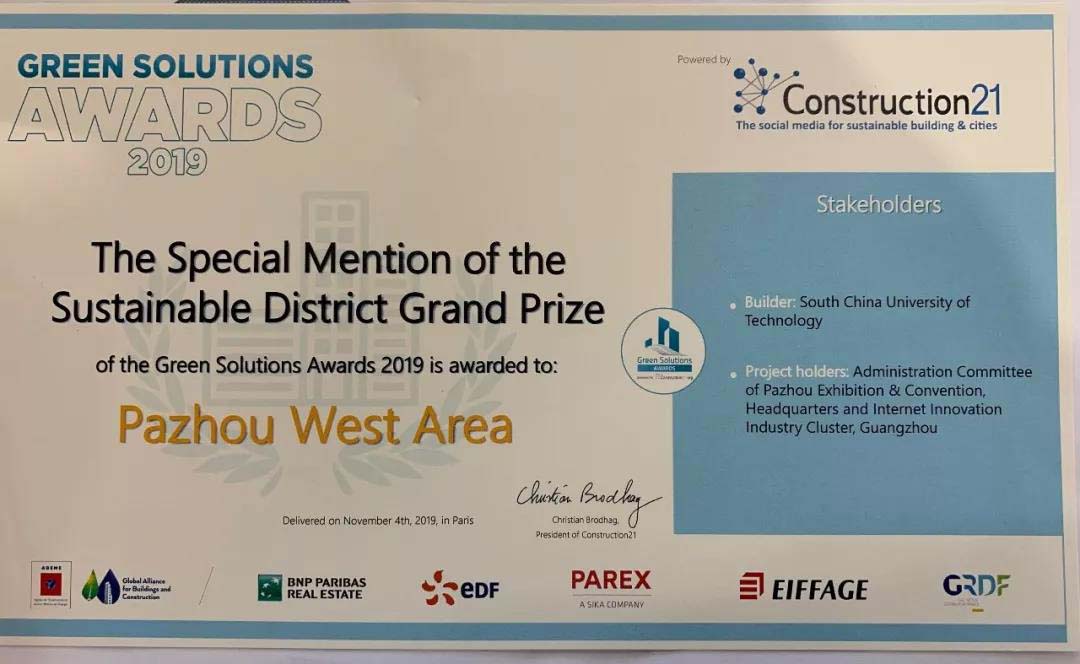 GREEN SOLUTIONS
AWARDS
2019
Powered by
Construction21
The social media for sustainable building & cities
The Special Mention of the
Sustainable District Grand Prize
of the Green Solutions Awards 2019 is awarded to:
Pazhou West Area
Green Solutions
AWARDS
Stakeholders
Builder: South China University of
Technology
Project holders: Administration Committee
of Pazhou Exhibition & Convention,
Headquarters and Internet Innovation
Industry Cluster, Guangzhou
Christian Brodhag
Delivered on November 4th, 2019, in Paris
Christian Brodhag,
President of Construction21
ADEME
Global Alliance
for Buildings and
Construction
BNP PARIBAS
REAL ESTATE
eDF
PAREX
A SIKA COMPANY
EIFFAGE
GRDF